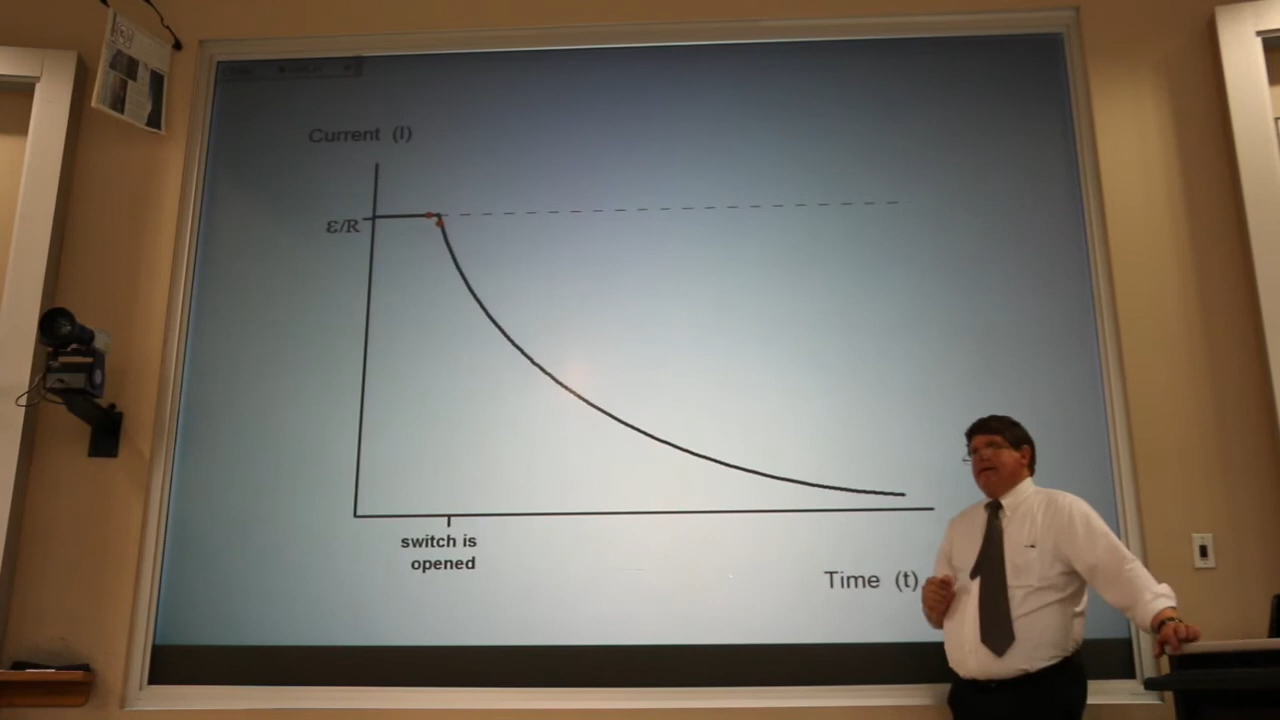 Current (I)
ε/R
switch is
opened
Time (t)